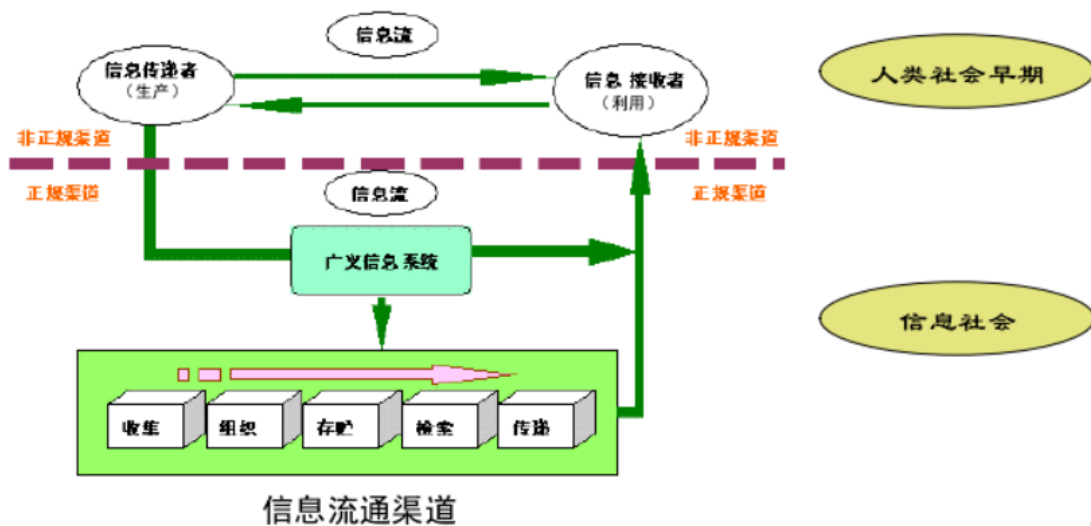 信息流
信息传递者
（生产）
信息 接收者
（利用）
人类社会早期
非正规渠道
非正规渠道
正规渠道
正规渠道
信息流
广义信息系统
信息社会
收集
组织
存贮
检索
传递
信息流通渠道